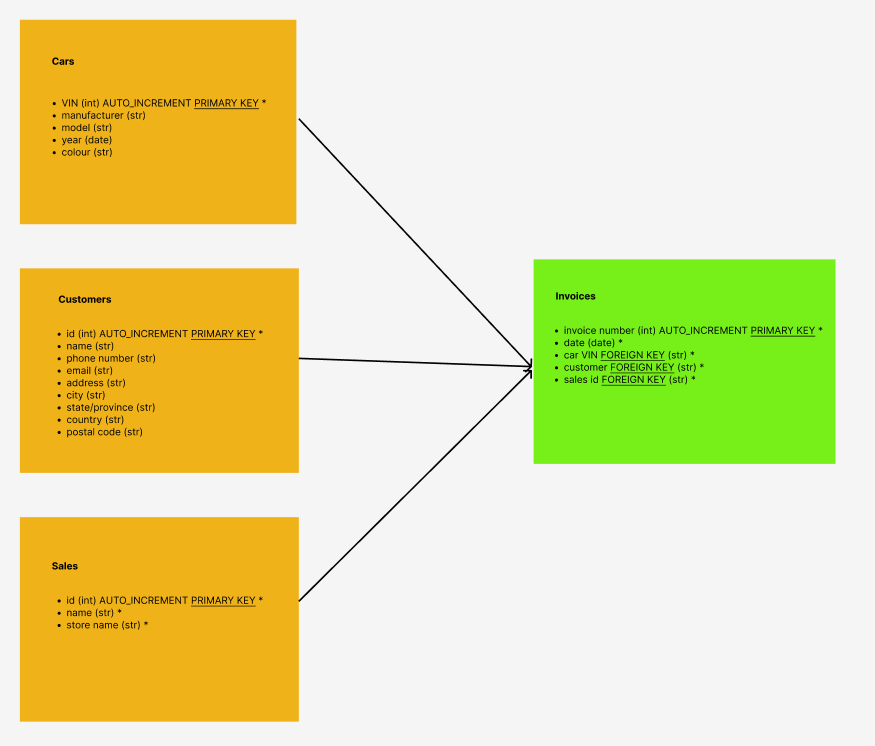 Cars
• VIN (int) AUTO_INCREMENT PRIMARY KEY *
• manufacturer (str)
• model (str)
• year (date)
• colour (str)
Customers
• id (int) AUTO_INCREMENT PRIMARY KEY *
• name (str)
• phone number (str)
• email (str)
• address (str)
• city (str)
• state/province (str)
• country (str)
• postal code (str)
Sales
• id (int) AUTO_INCREMENT PRIMARY KEY *
• name (str) *
• store name (str) *
Invoices
• invoice number (int) AUTO_INCREMENT PRIMARY KEY *
• date (date) *
• car VIN FOREIGN KEY (str) *
• customer FOREIGN KEY (str) *
• sales id FOREIGN KEY (str) *